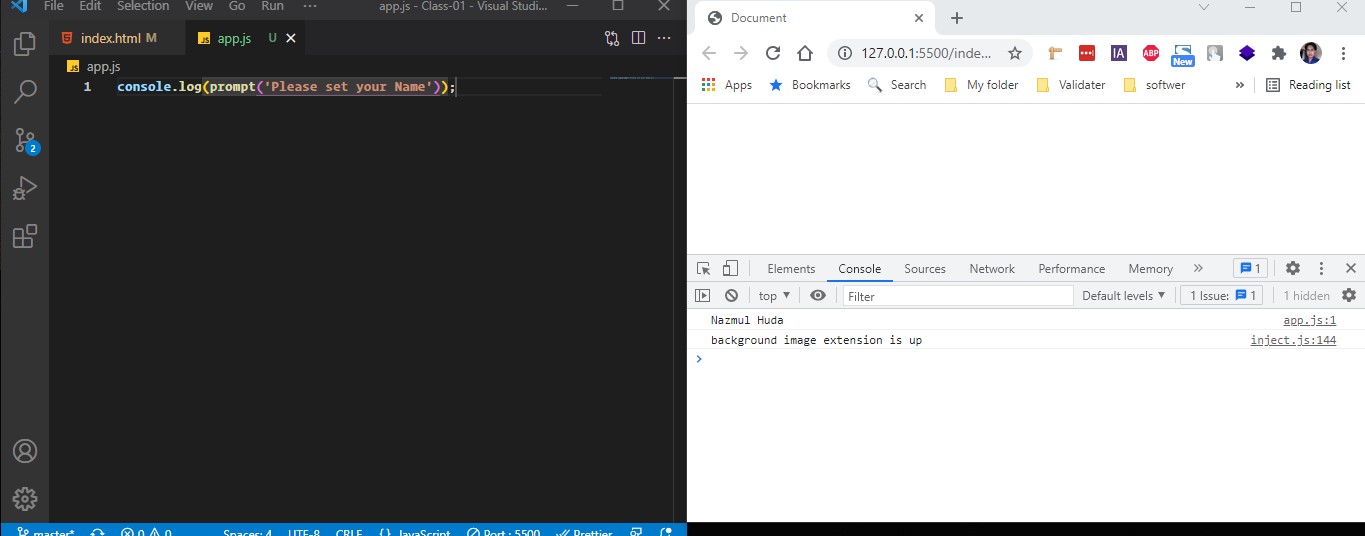 File Edit Selection View Go Run ··· app.js - Class-01 - Visual Studi...
index.html M
app.js U
app.js
1 console.log(prompt('Please set your Name'));
2
master* 0 0 Spaces: 4 UTF-8 CRLF {} JavaScript Port : 5500 Prettier
Document
127.0.0.1:5500/inde...
IA ABP New
Apps Bookmarks Search My folder Validater softwer » Reading list
Elements Console Sources Network Performance Memory » 1
top ▼ Filter Default levels ▼ 1 Issue: 1 1 hidden
Nazmul Huda app.js:1
background image extension is up inject.js:144